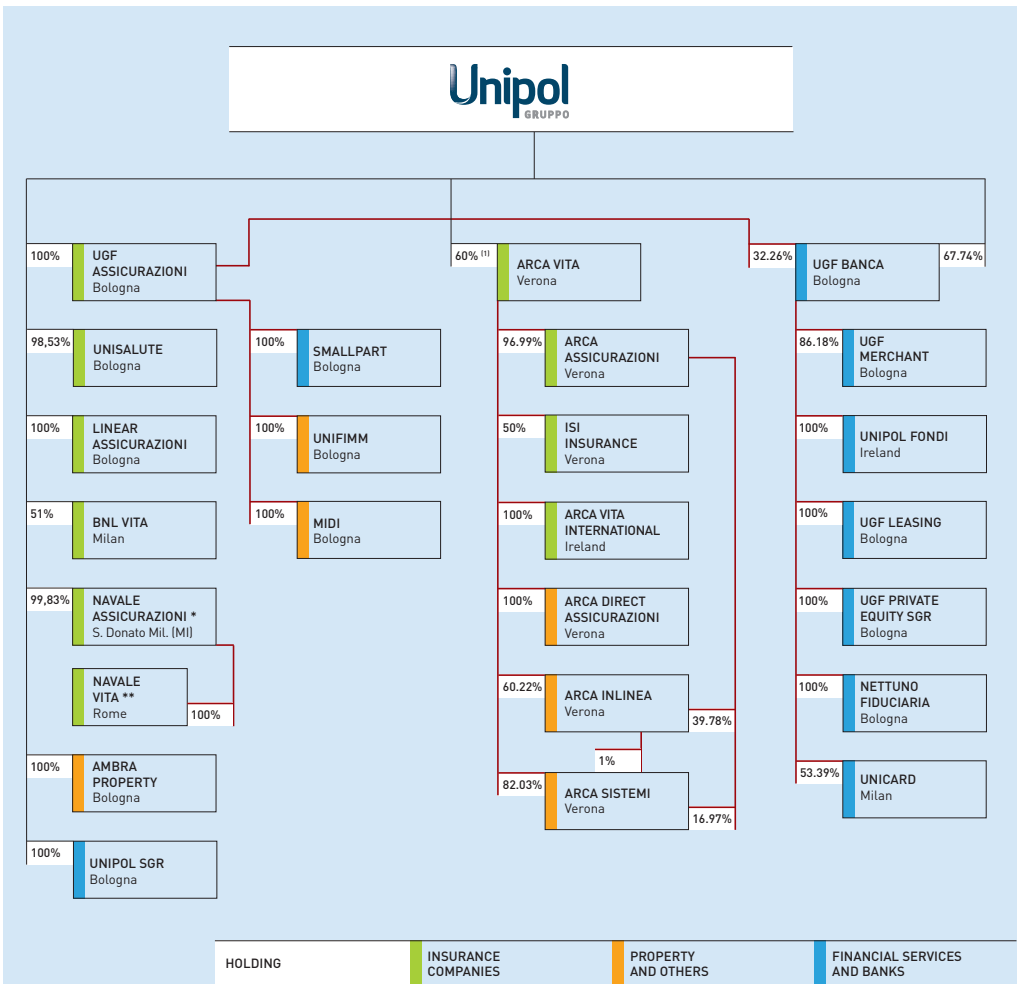 Unipol
GRUPPO
100%
UGF
ASSICURAZIONI
Bologna
60% (1)
ARCA VITA
Verona
32.26%
UGF BANCA
Bologna
67.74%
98,53%
UNISALUTE
Bologna
100%
SMALLPART
Bologna
96.99%
ARCA
ASSICURAZIONI
Verona
86.18%
UGF
MERCHANT
Bologna
100%
LINEAR
ASSICURAZIONI
Bologna
100%
UNIFIMM
Bologna
50%
ISI
INSURANCE
Verona
100%
UNIPOL FONDI
Ireland
51%
BNL VITA
Milan
100%
MIDI
Bologna
100%
ARCA VITA
INTERNATIONAL
Ireland
100%
UGF LEASING
Bologna
99,83%
NAVALE
ASSICURAZIONI *
S. Donato Mil. (MI)
100%
ARCA DIRECT
ASSICURAZIONI
Verona
100%
UGF PRIVATE
EQUITY SGR
Bologna
NAVALE
VITA **
Rome
100%
60.22%
ARCA INLINEA
Verona
39.78%
100%
NETTUNO
FIDUCIARIA
Bologna
1%
100%
AMBRA
PROPERTY
Bologna
82.03%
ARCA SISTEMI
Verona
16.97%
53.39%
UNICARD
Milan
100%
UNIPOL SGR
Bologna
HOLDING
INSURANCE
COMPANIES
PROPERTY
AND OTHERS
FINANCIAL SERVICES
AND BANKS